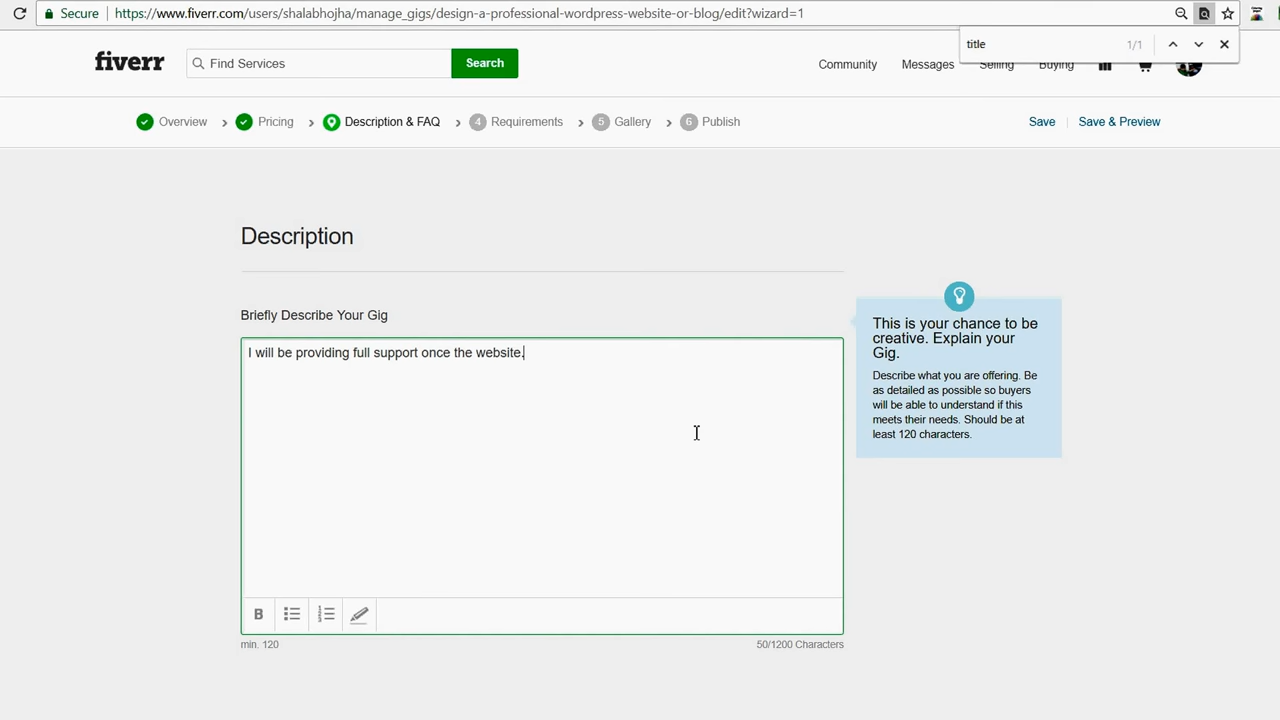 Secure https://www.fiverr.com/users/shalabhojha/manage_gigs/design-a-professional-wordpress-website-or-blog/edit?wizard=1
title 1/1
fiverr Find Services Search Community Messages Selling Buying
Overview Pricing Description & FAQ 4 Requirements 5 Gallery 6 Publish Save Save & Preview
Description
Briefly Describe Your Gig
I will be providing full support once the website.
This is your chance to be
creative. Explain your
Gig.
Describe what you are offering. Be
as detailed as possible so buyers
will be able to understand if this
meets their needs. Should be at
least 120 characters.
B
min. 120 50/1200 Characters